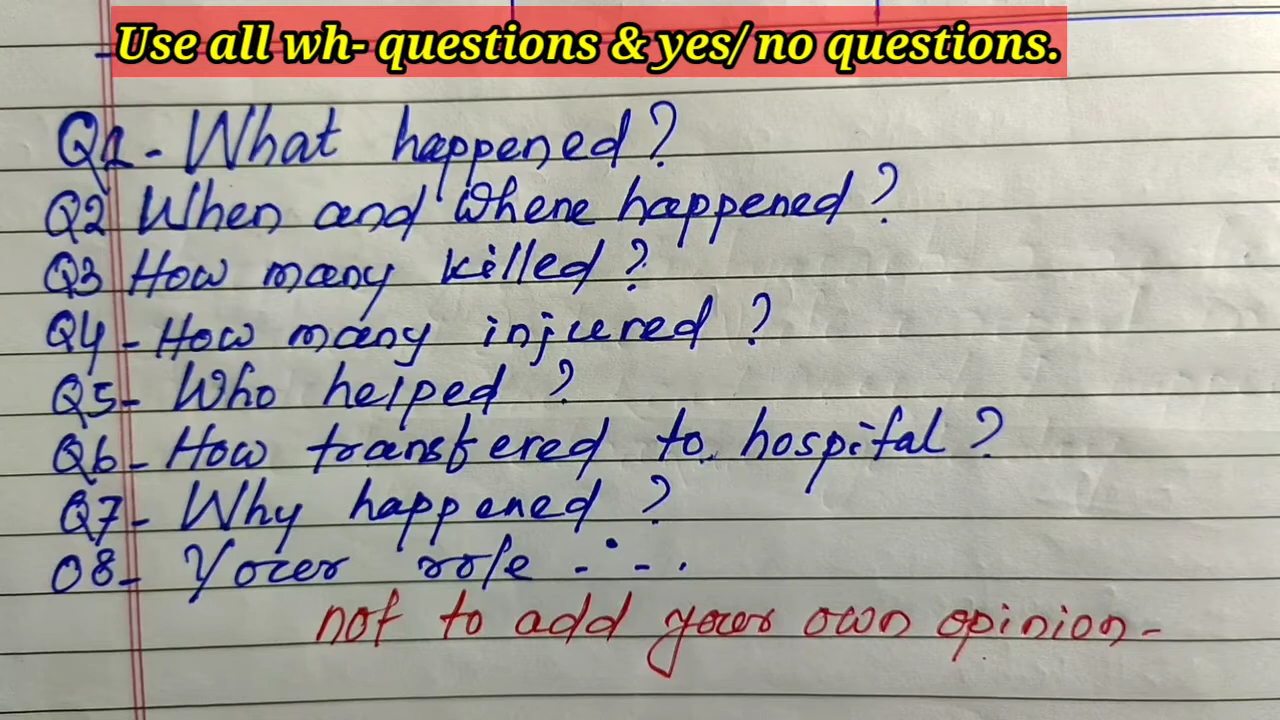 Use all wh- questions & yes/ no questions.
Q1 - What happened?
Q2 When and where happened?
Q3 How many killed?
Q4 - How many injured?
Q5 - Who helped?
Q6 - How transfered to hospital?
Q7 - Why happened?
Q8 - Your role - - .
not to add your own opinion -